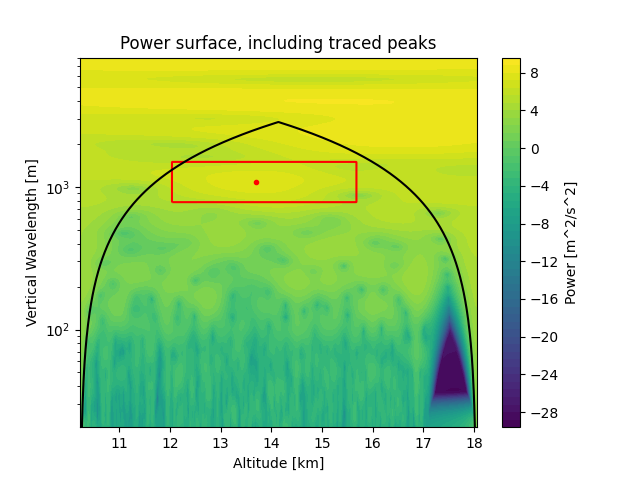 Power surface, including traced peaks
Vertical Wavelength [m]
10^3
10^2
11 12 13 14 15 16 17 18
Altitude [km]
8
4
0
−4
−8
−12
−16
−20
−24
−28
Power [m^2/s^2]